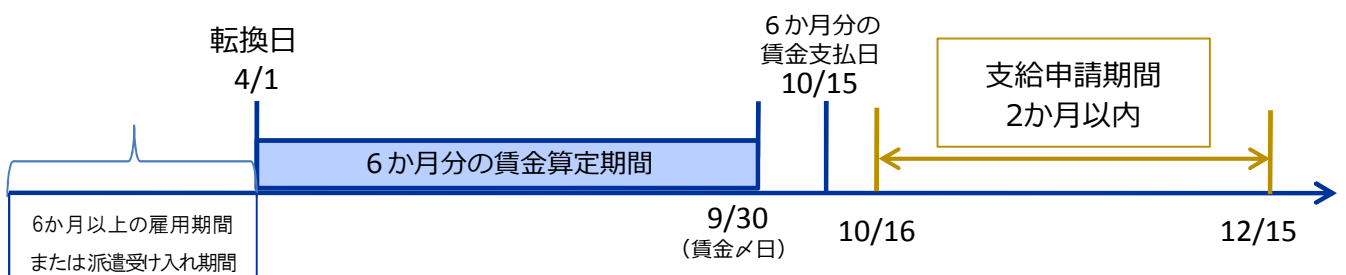 転換日
4/1
6か月分の
賃金支払日
10/15
支給申請期間
2か月以内
6か月分の賃金算定期間
6か月以上の雇用期間
または派遣受け入れ期間
9/30
（賃金〆日）
10/16
12/15